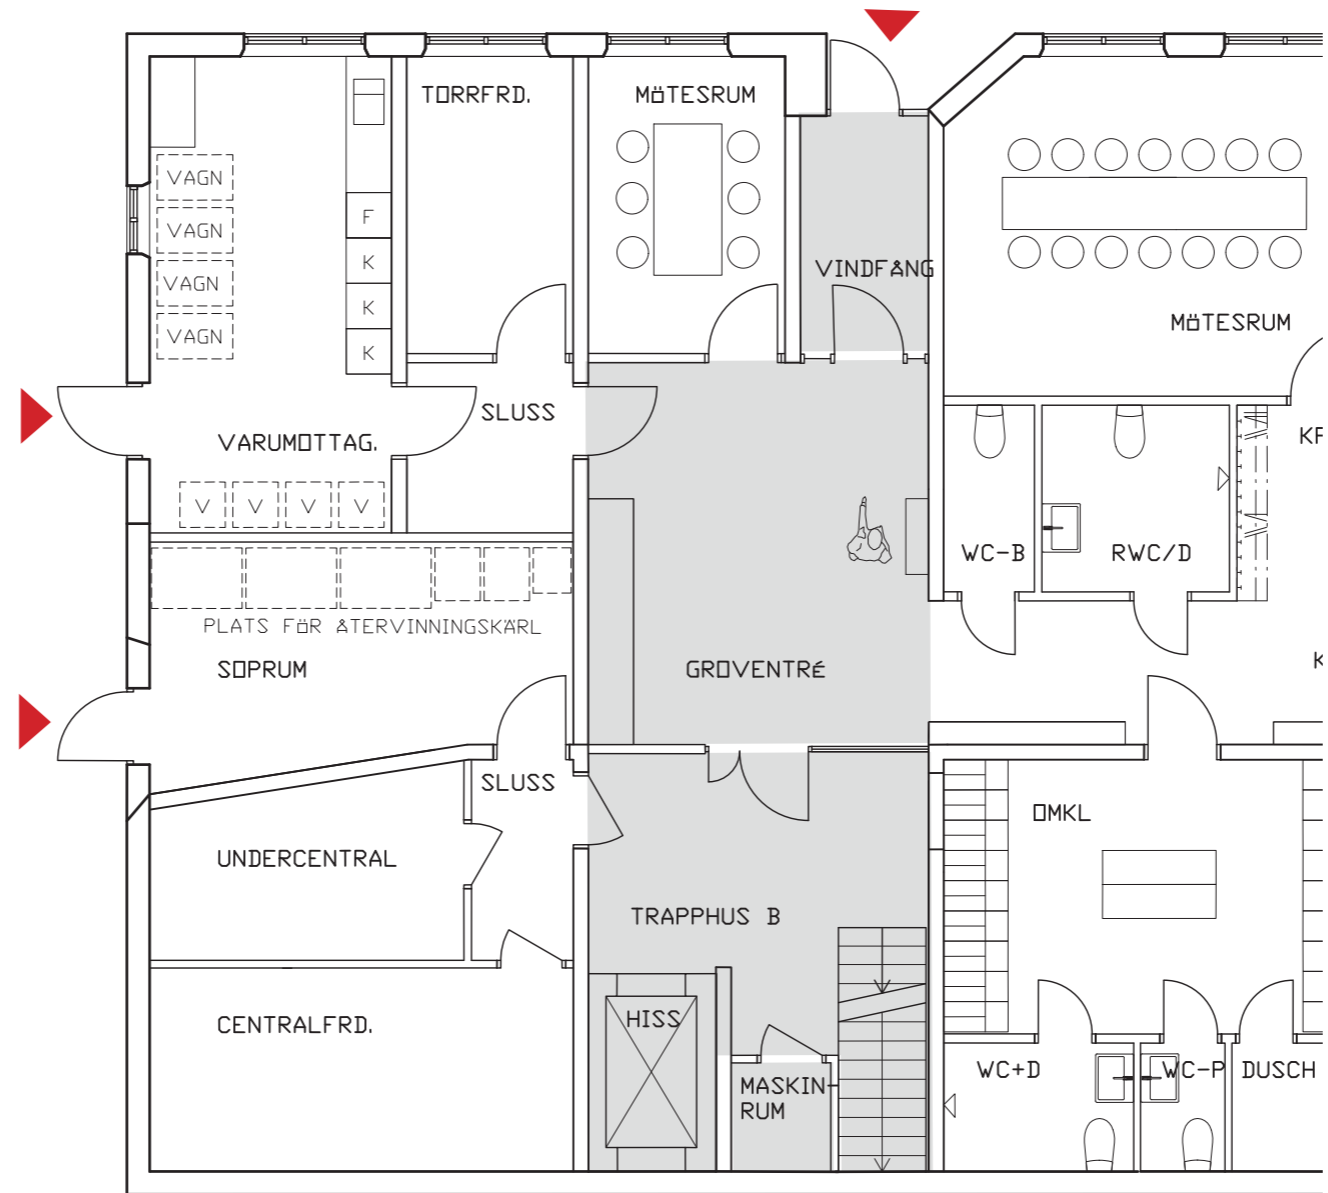 TORRFRD.
MÖTESRUM
VAGN
VAGN
VAGN
VAGN
F
K
K
K
VINDFÅNG
MÖTESRUM
SLUSS
VARUMOTTAG.
V V V V
WC-B
RWC/D
PLATS FÖR ÅTERVINNINGSKÄRL
SOPRUM
GROVENTRÉ
SLUSS
OMKL
UNDERCENTRAL
TRAPPHUS B
CENTRALFRD.
HISS
MASKIN-
RUM
WC+D
WC-P
DUSCH